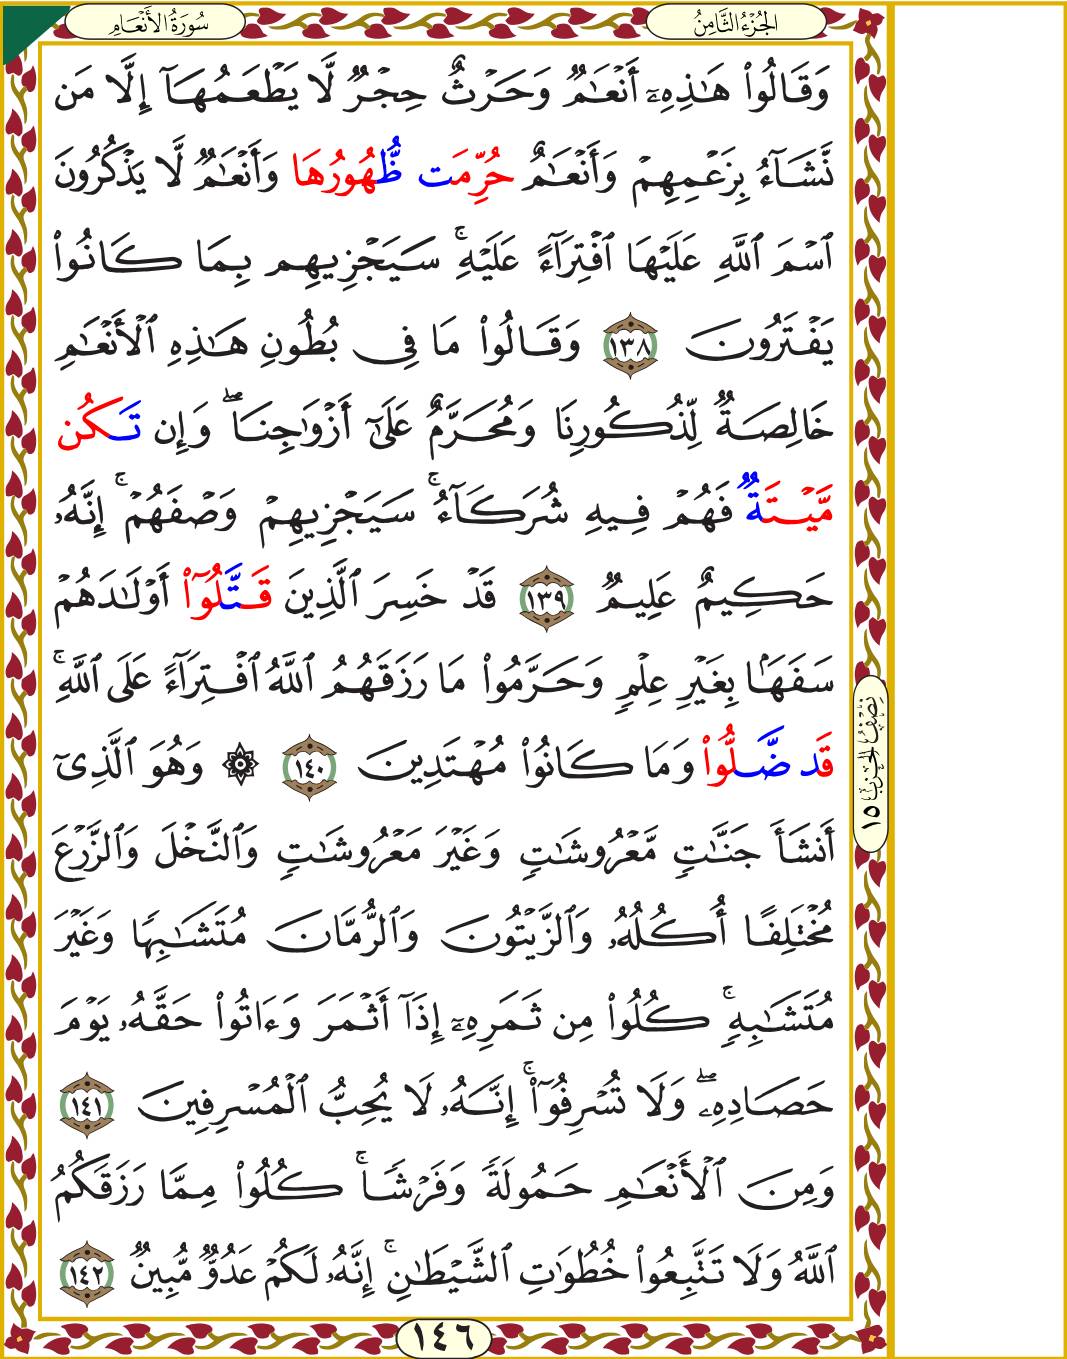 سُورَةُ الأَنْعَامِ
الجُزْءُ الثَّامِنُ
وَقَالُوا۟ هَـٰذِهِۦٓ أَنْعَـٰمٌۭ وَحَرْثٌ حِجْرٌۭ لَّا يَطْعَمُهَآ إِلَّا مَن
نَّشَآءُ بِزَعْمِهِمْ وَأَنْعَـٰمٌ حُرِّمَت ظُّهُورُهَا وَأَنْعَـٰمٌۭ لَّا يَذْكُرُونَ
ٱسْمَ ٱللَّهِ عَلَيْهَا ٱفْتِرَآءً عَلَيْهِ ۚ سَيَجْزِيهِم بِمَا كَانُوا۟
يَفْتَرُونَ ١٣٨ وَقَالُوا۟ مَا فِى بُطُونِ هَـٰذِهِ ٱلْأَنْعَـٰمِ
خَالِصَةٌۭ لِّذُكُورِنَا وَمُحَرَّمٌ عَلَىٰٓ أَزْوَٰجِنَا ۖ وَإِن تَكُن
مَّيْتَةٌۭ فَهُمْ فِيهِ شُرَكَآءُ ۚ سَيَجْزِيهِمْ وَصْفَهُمْ ۚ إِنَّهُۥ
حَكِيمٌ عَلِيمٌۭ ١٣٩ قَدْ خَسِرَ ٱلَّذِينَ قَتَّلُوٓا۟ أَوْلَـٰدَهُمْ
سَفَهًۢا بِغَيْرِ عِلْمٍۢ وَحَرَّمُوا۟ مَا رَزَقَهُمُ ٱللَّهُ ٱفْتِرَآءً عَلَى ٱللَّهِ ۚ
قَد ضَّلُّوا۟ وَمَا كَانُوا۟ مُهْتَدِينَ ١٤٠ ۞ وَهُوَ ٱلَّذِىٓ
أَنشَأَ جَنَّـٰتٍۢ مَّعْرُوشَـٰتٍۢ وَغَيْرَ مَعْرُوشَـٰتٍۢ وَٱلنَّخْلَ وَٱلزَّرْعَ
مُخْتَلِفًا أُكُلُهُۥ وَٱلزَّيْتُونَ وَٱلرُّمَّانَ مُتَشَـٰبِهًۭا وَغَيْرَ
مُتَشَـٰبِهٍۢ ۚ كُلُوا۟ مِن ثَمَرِهِۦٓ إِذَآ أَثْمَرَ وَءَاتُوا۟ حَقَّهُۥ يَوْمَ
حَصَادِهِۦ ۖ وَلَا تُسْرِفُوٓا۟ ۚ إِنَّهُۥ لَا يُحِبُّ ٱلْمُسْرِفِينَ ١٤١
وَمِنَ ٱلْأَنْعَـٰمِ حَمُولَةًۭ وَفَرْشًۭا ۚ كُلُوا۟ مِمَّا رَزَقَكُمُ
ٱللَّهُ وَلَا تَتَّبِعُوا۟ خُطُوَٰتِ ٱلشَّيْطَـٰنِ ۚ إِنَّهُۥ لَكُمْ عَدُوٌّۭ مُّبِينٌۭ ١٤٢
نِصْفُ الحِزْبِ ١٥
١٤٦